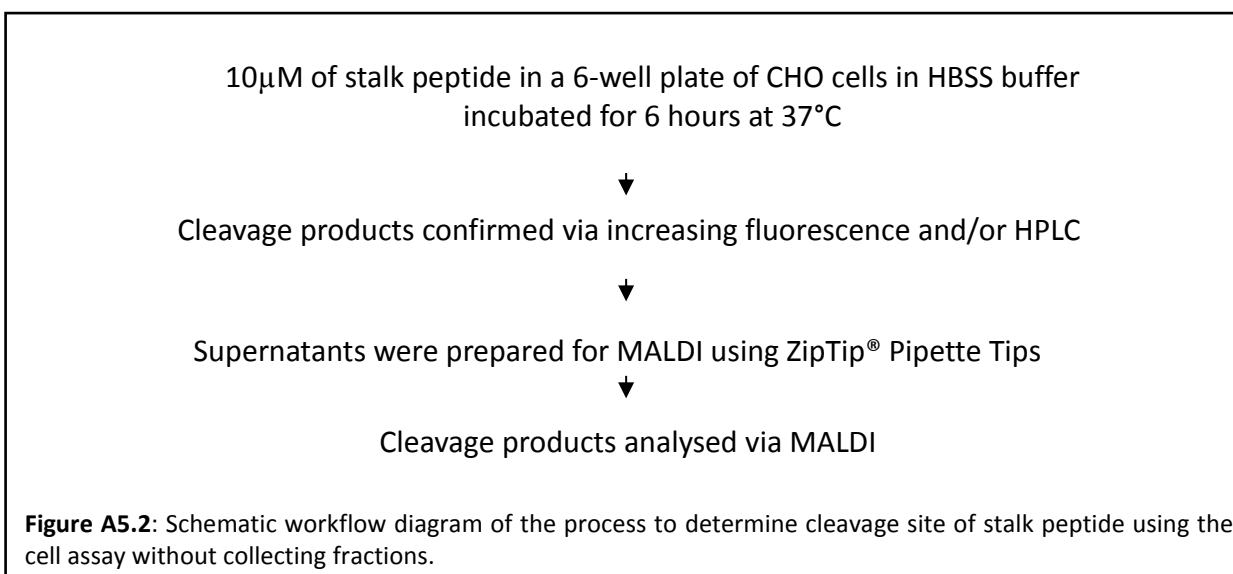 10μM of stalk peptide in a 6-well plate of CHO cells in HBSS buffer
incubated for 6 hours at 37°C
Cleavage products confirmed via increasing fluorescence and/or HPLC
Supernatants were prepared for MALDI using ZipTip® Pipette Tips
Cleavage products analysed via MALDI
Figure A5.2: Schematic workflow diagram of the process to determine cleavage site of stalk peptide using the
cell assay without collecting fractions.